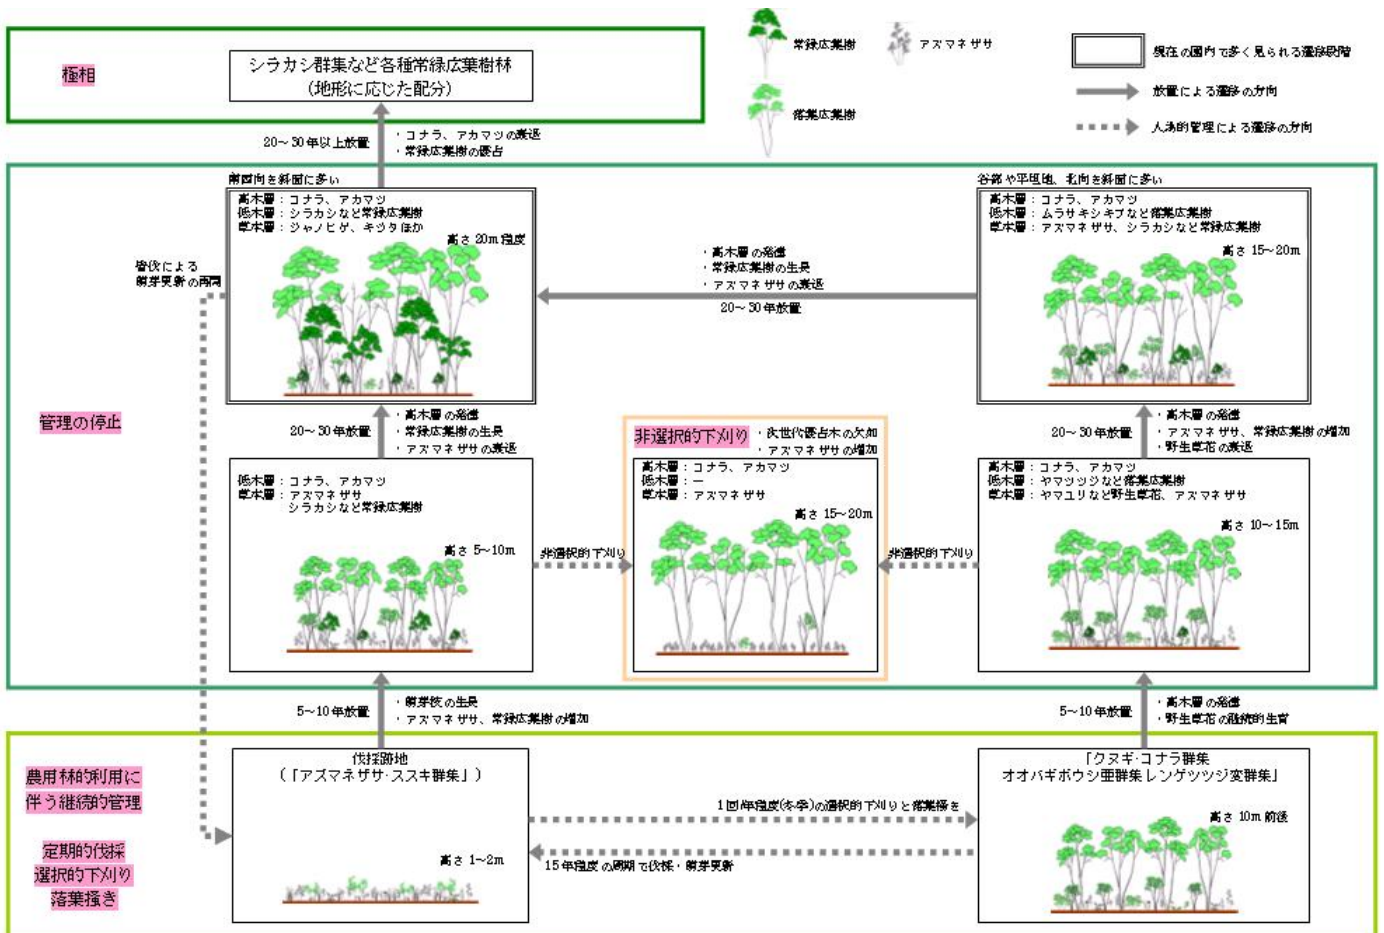 常緑広葉樹
アズマネザサ
落葉広葉樹
現在の園内で多く見られる遷移段階
放置による遷移の方向
人為的管理による遷移の方向
極相
シラカシ群集など各種常緑広葉樹林
(地形に応じた配分)
20～30年以上放置
・コナラ、アカマツの衰退
・常緑広葉樹の優占
管理の停止
南西向き斜面に多い
高木層：コナラ、アカマツ
低木層：シラカシなど常緑広葉樹
草本層：ジャノヒゲ、キヅタほか
高さ20m程度
皆伐による
萌芽更新の再開
・高木層の発達
・常緑広葉樹の生長
・アズマネザサの衰退
20～30年放置
谷部や平坦地、北向き斜面に多い
高木層：コナラ、アカマツ
低木層：ムラサキシキブなど落葉広葉樹
草本層：アズマネザサ、シラカシなど常緑広葉樹
高さ15～20m
20～30年放置
・高木層の発達
・常緑広葉樹の生長
・アズマネザサの衰退
低木層：コナラ、アカマツ
草本層：アズマネザサ
シラカシなど常緑広葉樹
高さ5～10m
非選択的下刈り
非選択的下刈り
・次世代優占木の欠如
・アズマネザサの増加
高木層：コナラ、アカマツ
低木層：―
草本層：アズマネザサ
高さ15～20m
非選択的下刈り
20～30年放置
・高木層の発達
・アズマネザサ、常緑広葉樹の増加
・野生草花の衰退
高木層：コナラ、アカマツ
低木層：ヤマツツジなど落葉広葉樹
草本層：ヤマユリなど野生草花、アズマネザサ
高さ10～15m
5～10年放置
・萌芽枝の生長
・アズマネザサ、常緑広葉樹の増加
5～10年放置
・高木層の発達
・野生草花の継続的生育
農用林的利用に
伴う継続的管理
定期的伐採
選択的下刈り
落葉掻き
伐採跡地
(「アズマネザサ・ススキ群集」)
高さ1～2m
1回/年程度(冬季)の選択的下刈りと落葉掻き
15年程度の周期で伐採・萌芽更新
「クヌギ・コナラ群集
オオバギボウシ亜群集 レンゲツツジ変群集」
高さ10m前後